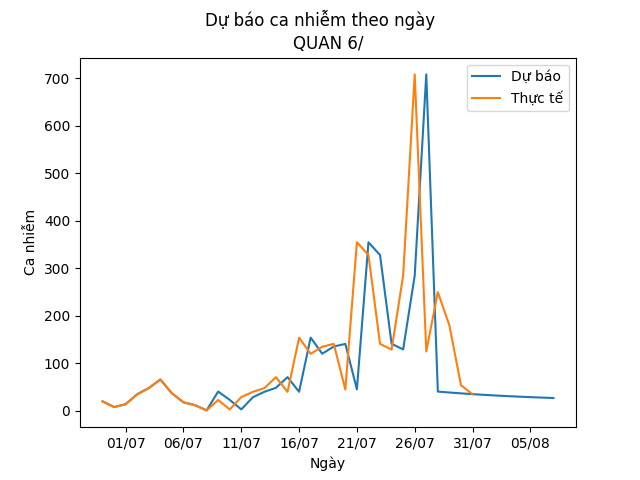 Dự báo ca nhiễm theo ngày
QUAN 6/
Dự báo
Thực tế
700
600
500
400
300
200
100
0
Ca nhiễm
01/07 06/07 11/07 16/07 21/07 26/07 31/07 05/08
Ngày